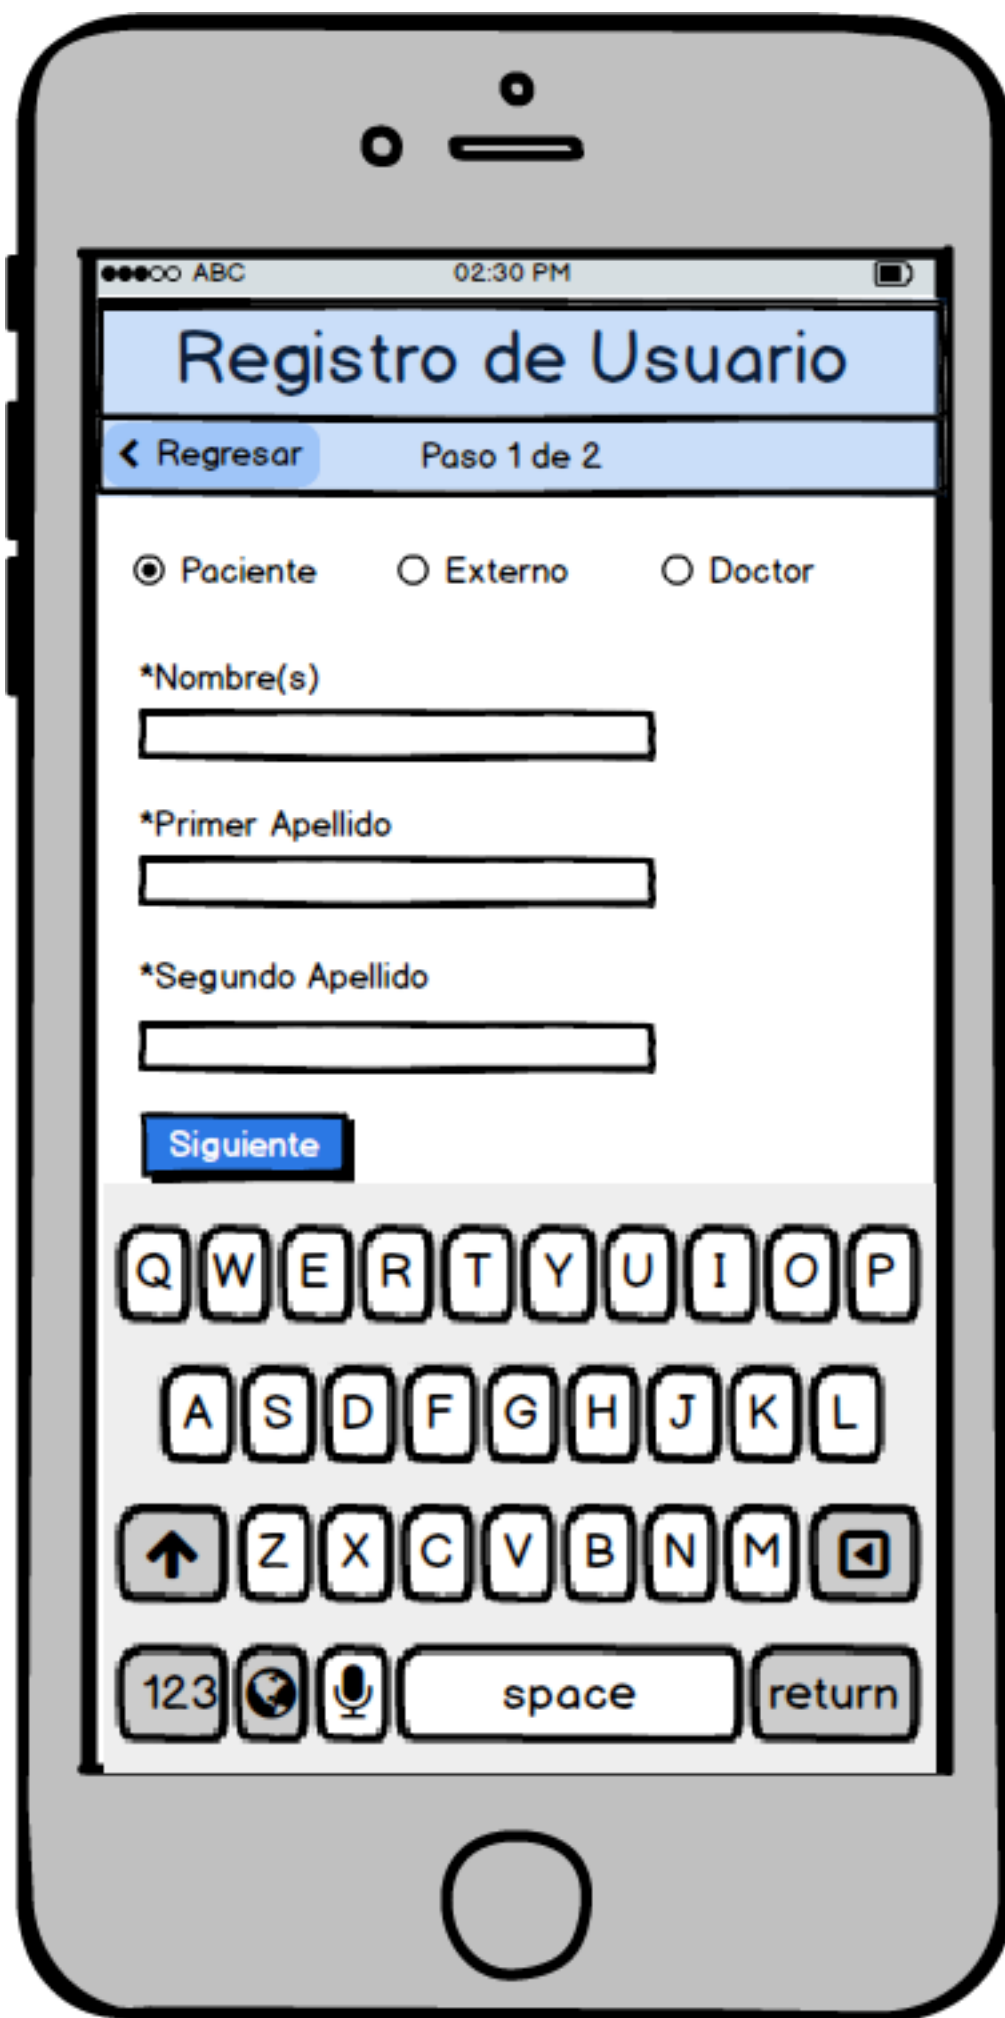 ABC 02:30 PM
Registro de Usuario
Regresar Paso 1 de 2
Paciente Externo Doctor
*Nombre(s)
*Primer Apellido
*Segundo Apellido
Siguiente
Q W E R T Y U I O P
A S D F G H J K L
Z X C V B N M
123 space return